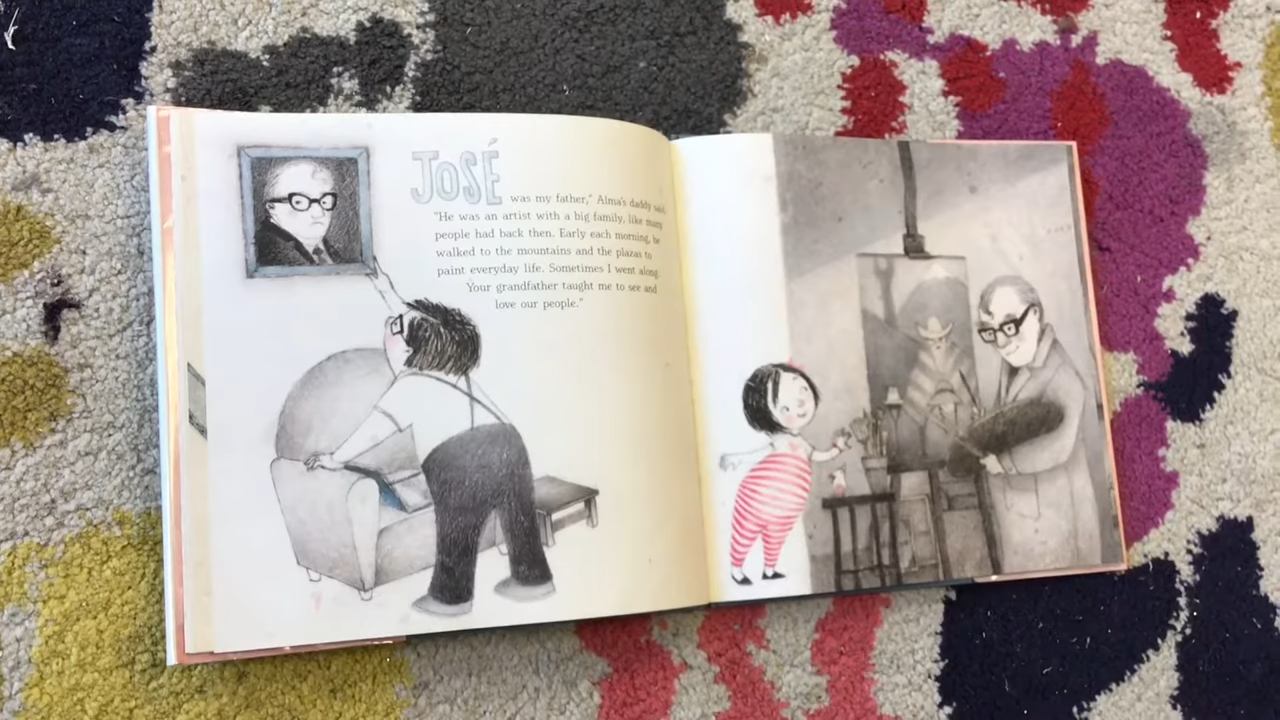 JOSÉ was my father," Alma's daddy said.
"He was an artist with a big family, like many
people had back then. Early each morning, he
walked to the mountains and the plazas to
paint everyday life. Sometimes I went along.
Your grandfather taught me to see and
love our people."